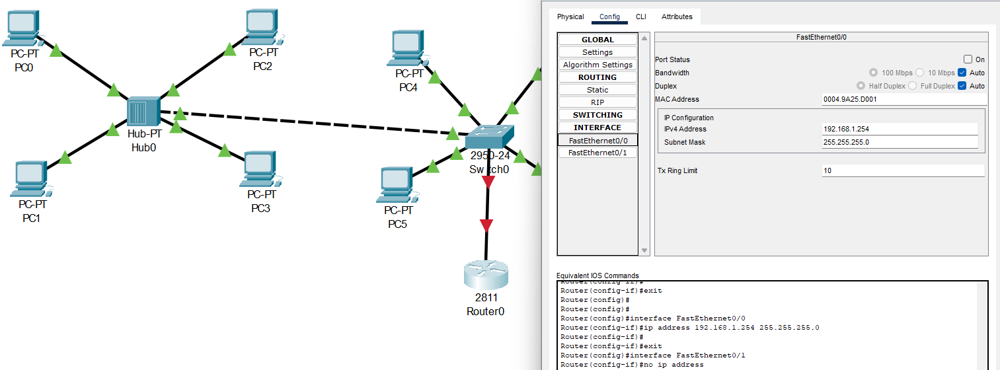 PC-PT
PC0
PC-PT
PC2
PC-PT
PC4
Hub-PT
Hub0
2950-24
Switch0
PC-PT
PC1
PC-PT
PC3
PC-PT
PC5
2811
Router0
Physical
Config
CLI
Attributes
GLOBAL
Settings
Algorithm Settings
ROUTING
Static
RIP
SWITCHING
INTERFACE
FastEthernet0/0
FastEthernet0/1
FastEthernet0/0
Port Status
On
Bandwidth
100 Mbps
10 Mbps
Auto
Duplex
Half Duplex
Full Duplex
Auto
MAC Address
0004.9A25.D001
IP Configuration
IPv4 Address
192.168.1.254
Subnet Mask
255.255.255.0
Tx Ring Limit
10
Equivalent IOS Commands
Router(config-if)#
Router(config-if)#exit
Router(config)#
Router(config)#
Router(config)#interface FastEthernet0/0
Router(config-if)#ip address 192.168.1.254 255.255.255.0
Router(config-if)#
Router(config-if)#exit
Router(config)#interface FastEthernet0/1
Router(config-if)#no ip address